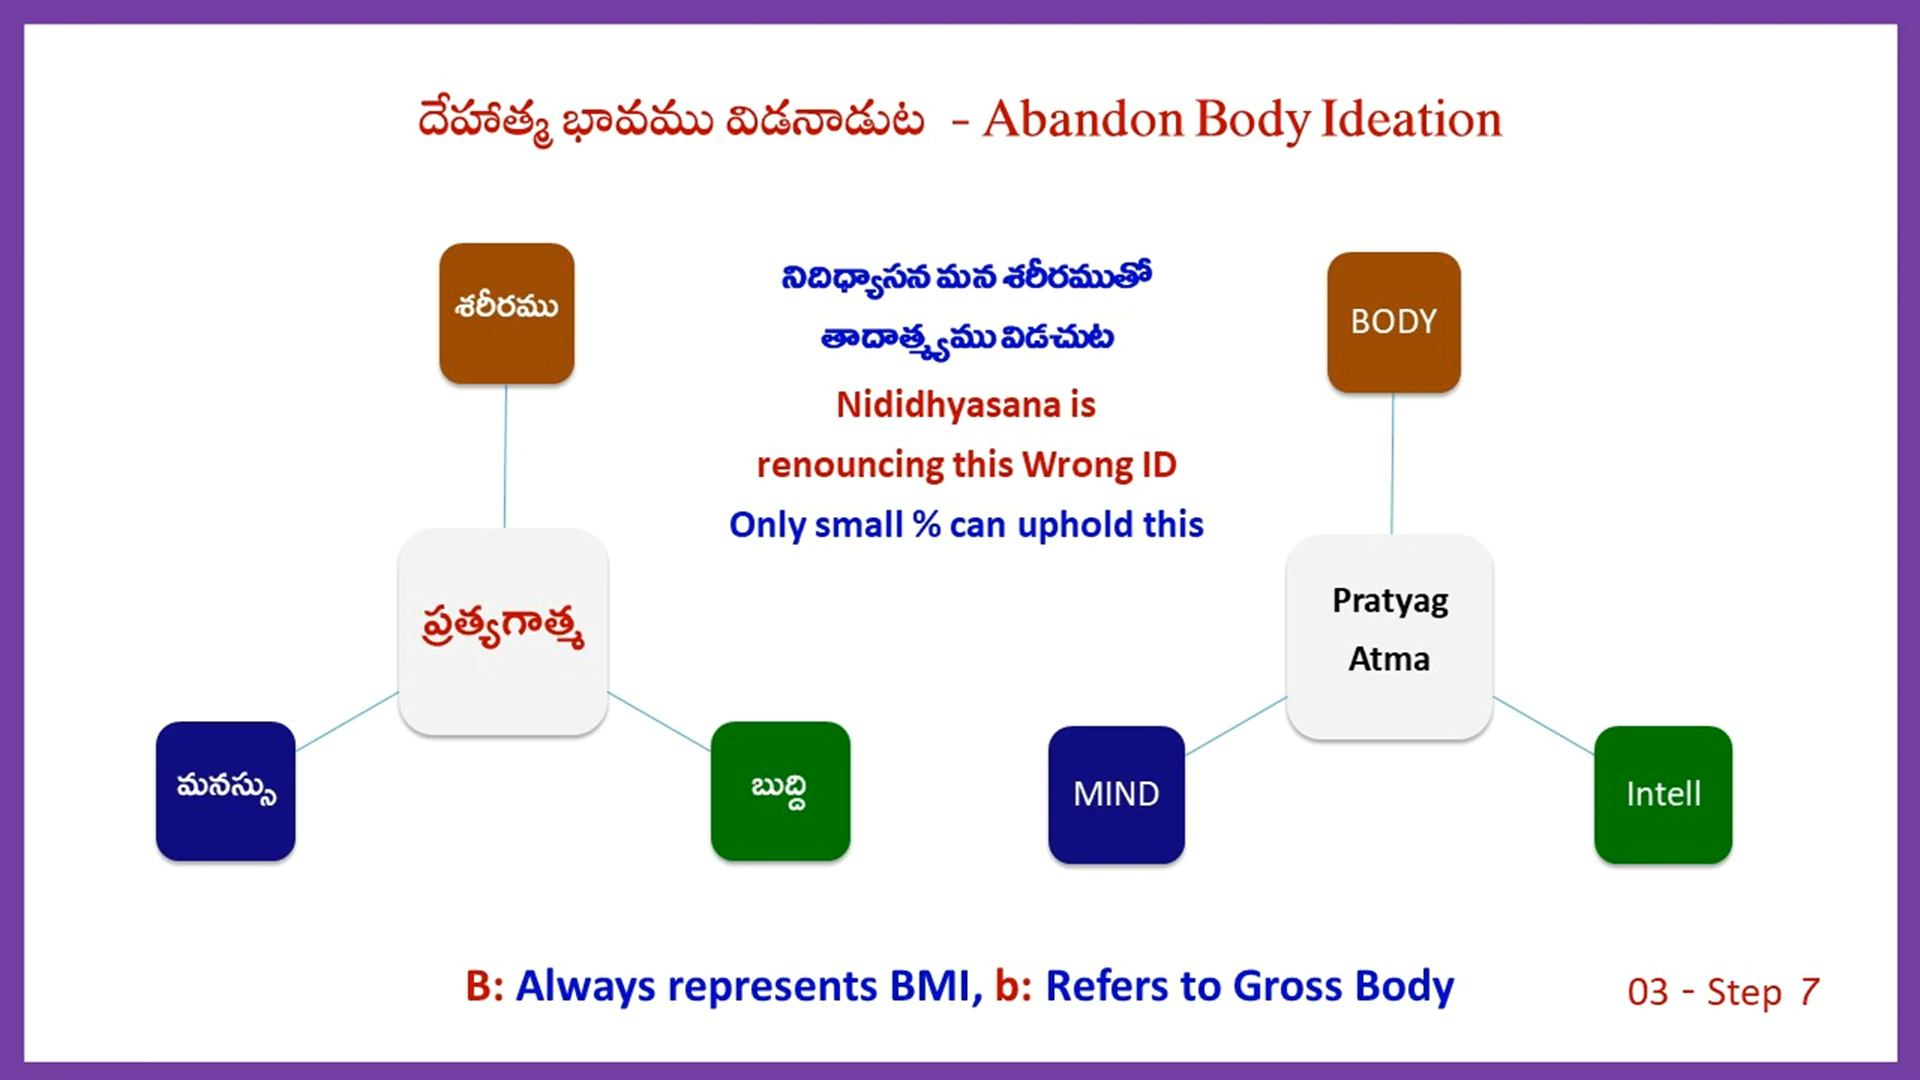 దేహాత్మ భావము విడనాడుట - Abandon Body Ideation
శరీరము
నిదిధ్యాసన మన శరీరముతో
తాదాత్మ్యము విడచుట
Nididhyasana is
renouncing this Wrong ID
Only small % can uphold this
BODY
ప్రత్యగాత్మ
Pratyag
Atma
మనస్సు
బుద్ది
MIND
Intell
B: Always represents BMI, b: Refers to Gross Body
03 - Step 7